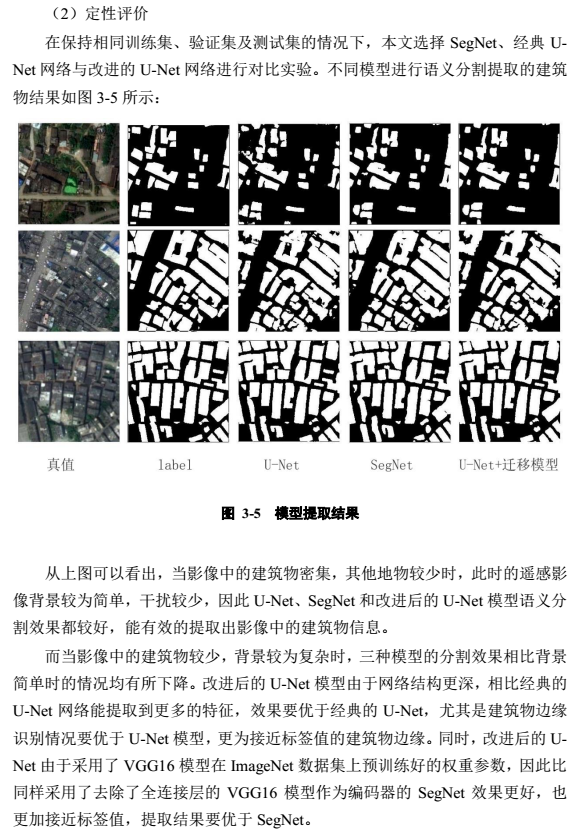 （2）定性评价
在保持相同训练集、验证集及测试集的情况下，本文选择 SegNet、经典 U-
Net 网络与改进的 U-Net 网络进行对比实验。不同模型进行语义分割提取的建筑
物结果如图 3-5 所示：
真值 label U-Net SegNet U-Net+迁移模型
图 3-5 模型提取结果
从上图可以看出，当影像中的建筑物密集，其他地物较少时，此时的遥感影
像背景较为简单，干扰较少，因此 U-Net、SegNet 和改进后的 U-Net 模型语义分
割效果都较好，能有效的提取出影像中的建筑物信息。
而当影像中的建筑物较少，背景较为复杂时，三种模型的分割效果相比背景
简单时的情况均有所下降。改进后的 U-Net 模型由于网络结构更深，相比经典的
U-Net 网络能提取到更多的特征，效果要优于经典的 U-Net，尤其是建筑物边缘
识别情况要优于 U-Net 模型，更为接近标签值的建筑物边缘。同时，改进后的 U-
Net 由于采用了 VGG16 模型在 ImageNet 数据集上预训练好的权重参数，因此比
同样采用了去除了全连接层的 VGG16 模型作为编码器的 SegNet 效果更好，也
更加接近标签值，提取结果要优于 SegNet。